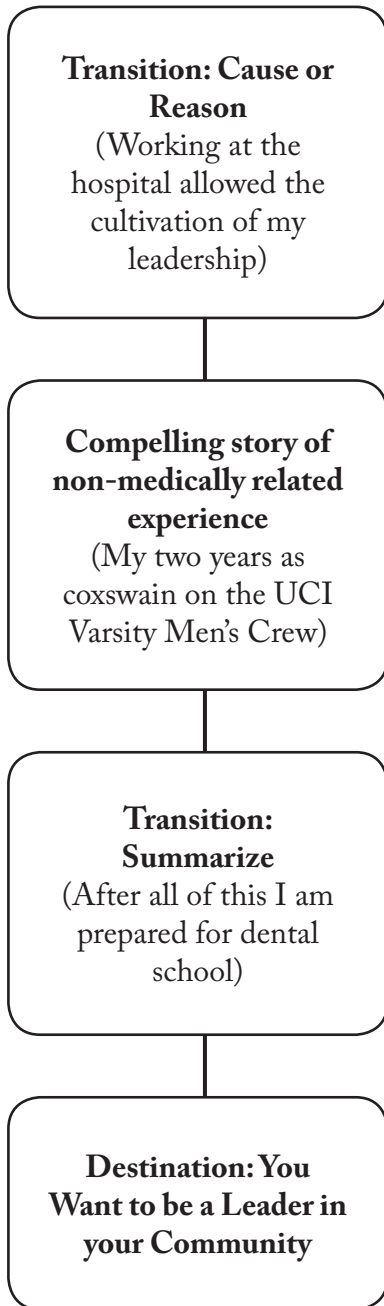 Transition: Cause or
Reason
(Working at the
hospital allowed the
cultivation of my
leadership)
Compelling story of
non-medically related
experience
(My two years as
coxswain on the UCI
Varsity Men’s Crew)
Transition:
Summarize
(After all of this I am
prepared for dental
school)
Destination: You
Want to be a Leader in
your Community